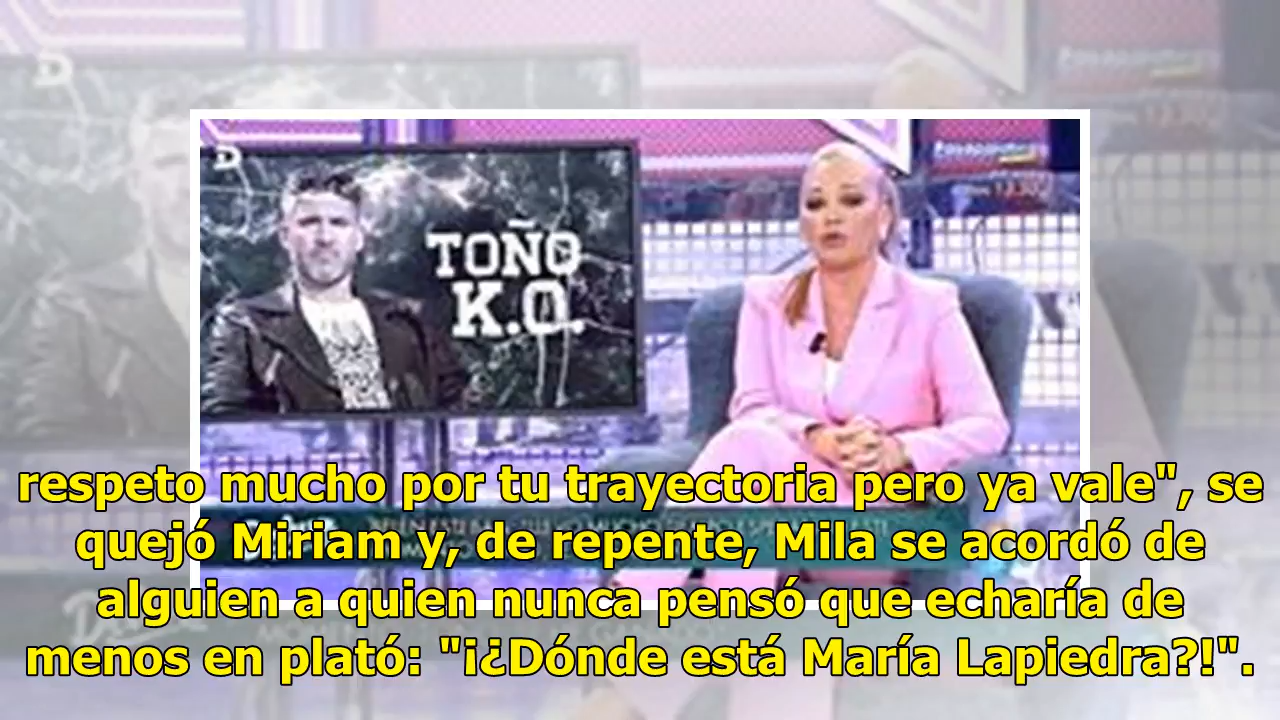 TOÑO
K.O.
respeto mucho por tu trayectoria pero ya vale", se
quejó Miriam y, de repente, Mila se acordó de
alguien a quien nunca pensó que echaría de
menos en plató: "¡¿Dónde está María Lapiedra?!".